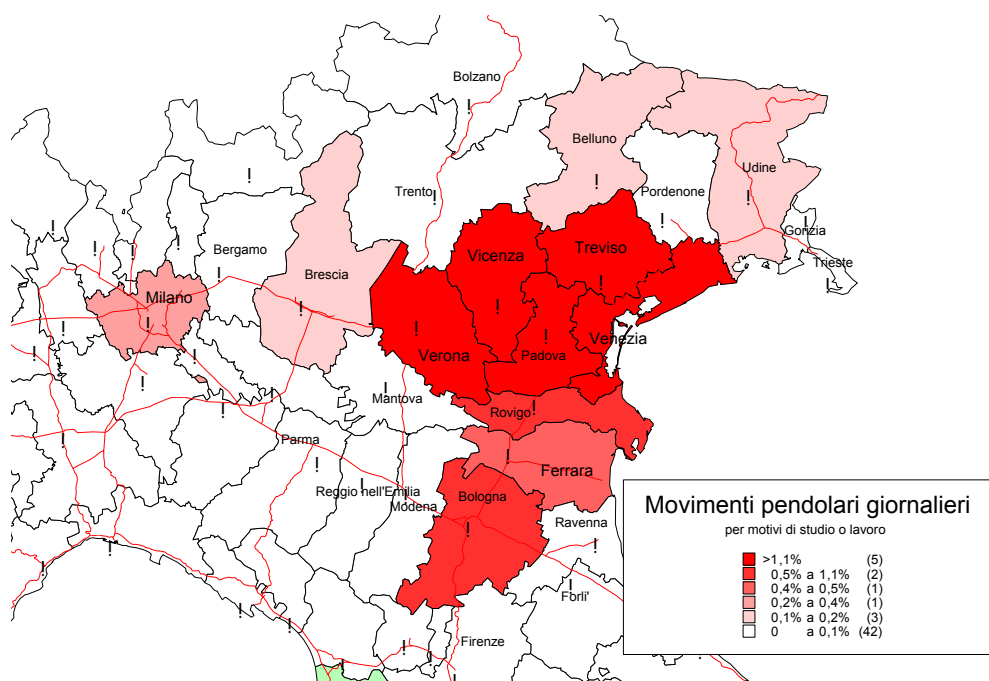 Bolzano
Belluno
Udine
Trento
Pordenone
Gorizia
Bergamo
Vicenza
Treviso
Trieste
Brescia
Milano
Venezia
Verona
Padova
Mantova
Rovigo
Parma
Ferrara
Reggio nell'Emilia
Bologna
Modena
Ravenna
Forli'
Firenze
Movimenti pendolari giornalieri
per motivi di studio o lavoro
>1,1% (5)
0,5% a 1,1% (2)
0,4% a 0,5% (1)
0,2% a 0,4% (1)
0,1% a 0,2% (3)
0 a 0,1% (42)